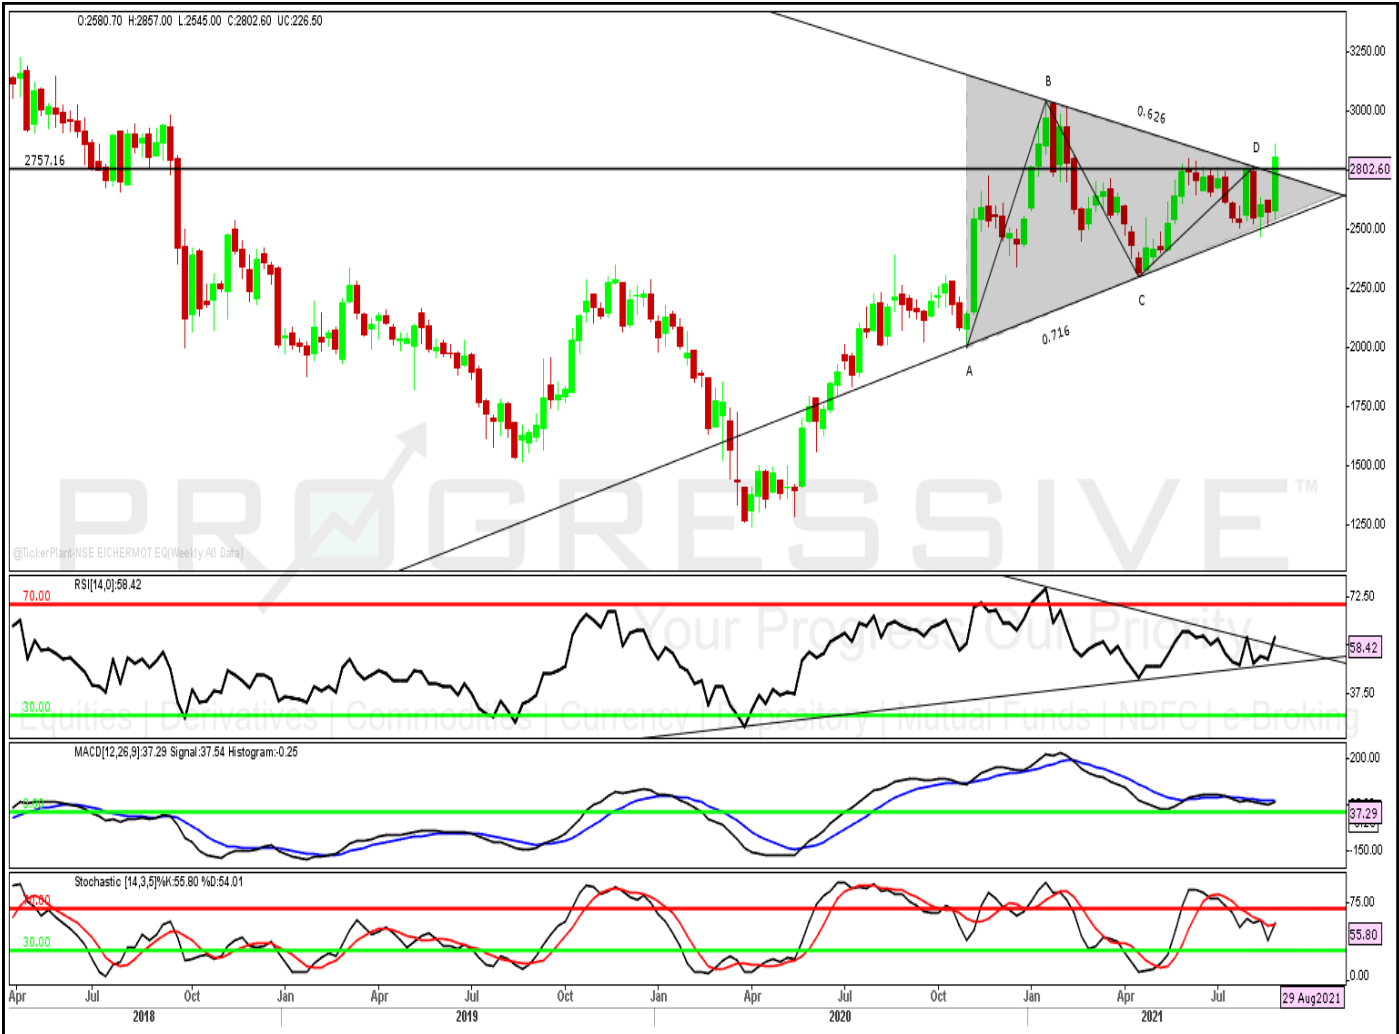 O:2580.70 H:2857.00 L:2545.00 C:2802.60 UC:226.50
3250.00
B
3000.00
0.626
D
2757.16
2802.60
2500.00
2250.00
C
0.716
2000.00
A
1750.00
PROGRESSIVE™
1500.00
1250.00
@TickerPlant-NSE EICHERMOT EQ(Weekly:All Data)
RSI[14,0]:58.42
70.00
72.50
Your Progress Our Priority
58.42
37.50
30.00
Equities | Derivatives | Commodities | Currency | Depository | Mutual Funds | NBFC | e-Broking
MACD[12,26,9]:37.29 Signal:37.54 Histogram:-0.25
200.00
0.00
37.29
-150.00
Stochastic [14,3,5]%K:55.80 %D:54.01
75.00
55.80
30.00
0.00
Apr Jul Oct Jan Apr Jul Oct Jan Apr Jul Oct Jan Apr Jul 29 Aug2021
2018 2019 2020 2021